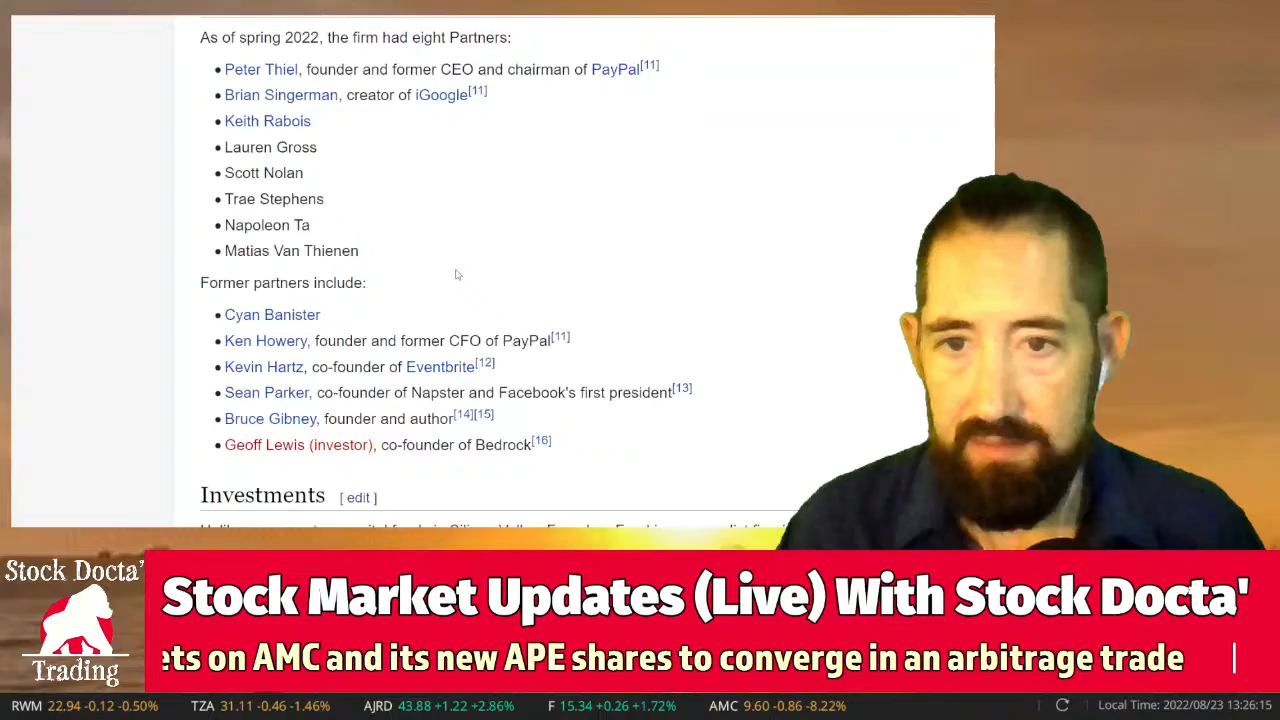 As of spring 2022, the firm had eight Partners:
Peter Thiel, founder and former CEO and chairman of PayPal[11]
Brian Singerman, creator of iGoogle[11]
Keith Rabois
Lauren Gross
Scott Nolan
Trae Stephens
Napoleon Ta
Matias Van Thienen
Former partners include:
Cyan Banister
Ken Howery, founder and former CFO of PayPal[11]
Kevin Hartz, co-founder of Eventbrite[12]
Sean Parker, co-founder of Napster and Facebook's first president[13]
Bruce Gibney, founder and author[14][15]
Geoff Lewis (investor), co-founder of Bedrock[16]
Investments [ edit ]
Stock Docta'
Trading
Stock Market Updates (Live) With Stock Docta'
ets on AMC and its new APE shares to converge in an arbitrage trade |
RWM 22.94 -0.12 -0.50% TZA 31.11 -0.46 -1.46% AJRD 43.88 +1.22 +2.86% F 15.34 +0.26 +1.72% AMC 9.60 -0.86 -8.22% Local Time: 2022/08/23 13:26:15